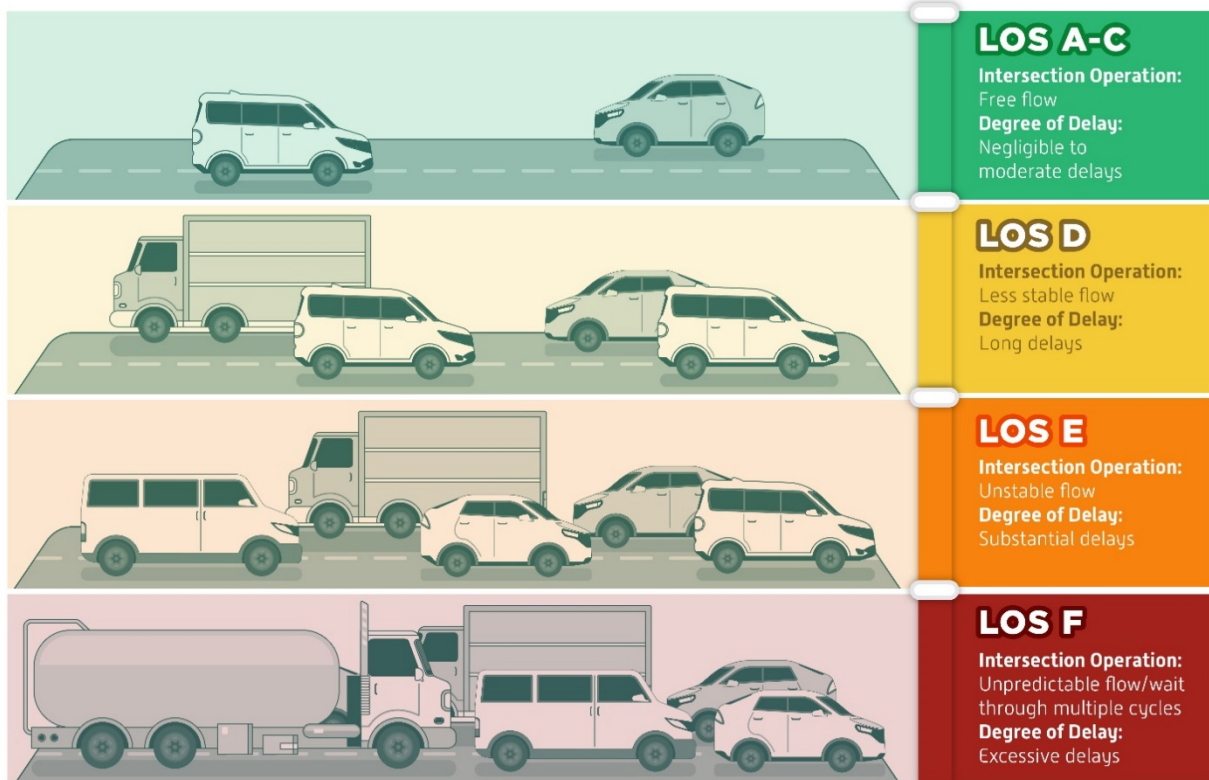 LOS A-C
Intersection Operation:
Free flow
Degree of Delay:
Negligible to
moderate delays
LOS D
Intersection Operation:
Less stable flow
Degree of Delay:
Long delays
LOS E
Intersection Operation:
Unstable flow
Degree of Delay:
Substantial delays
LOS F
Intersection Operation:
Unpredictable flow/wait
through multiple cycles
Degree of Delay:
Excessive delays